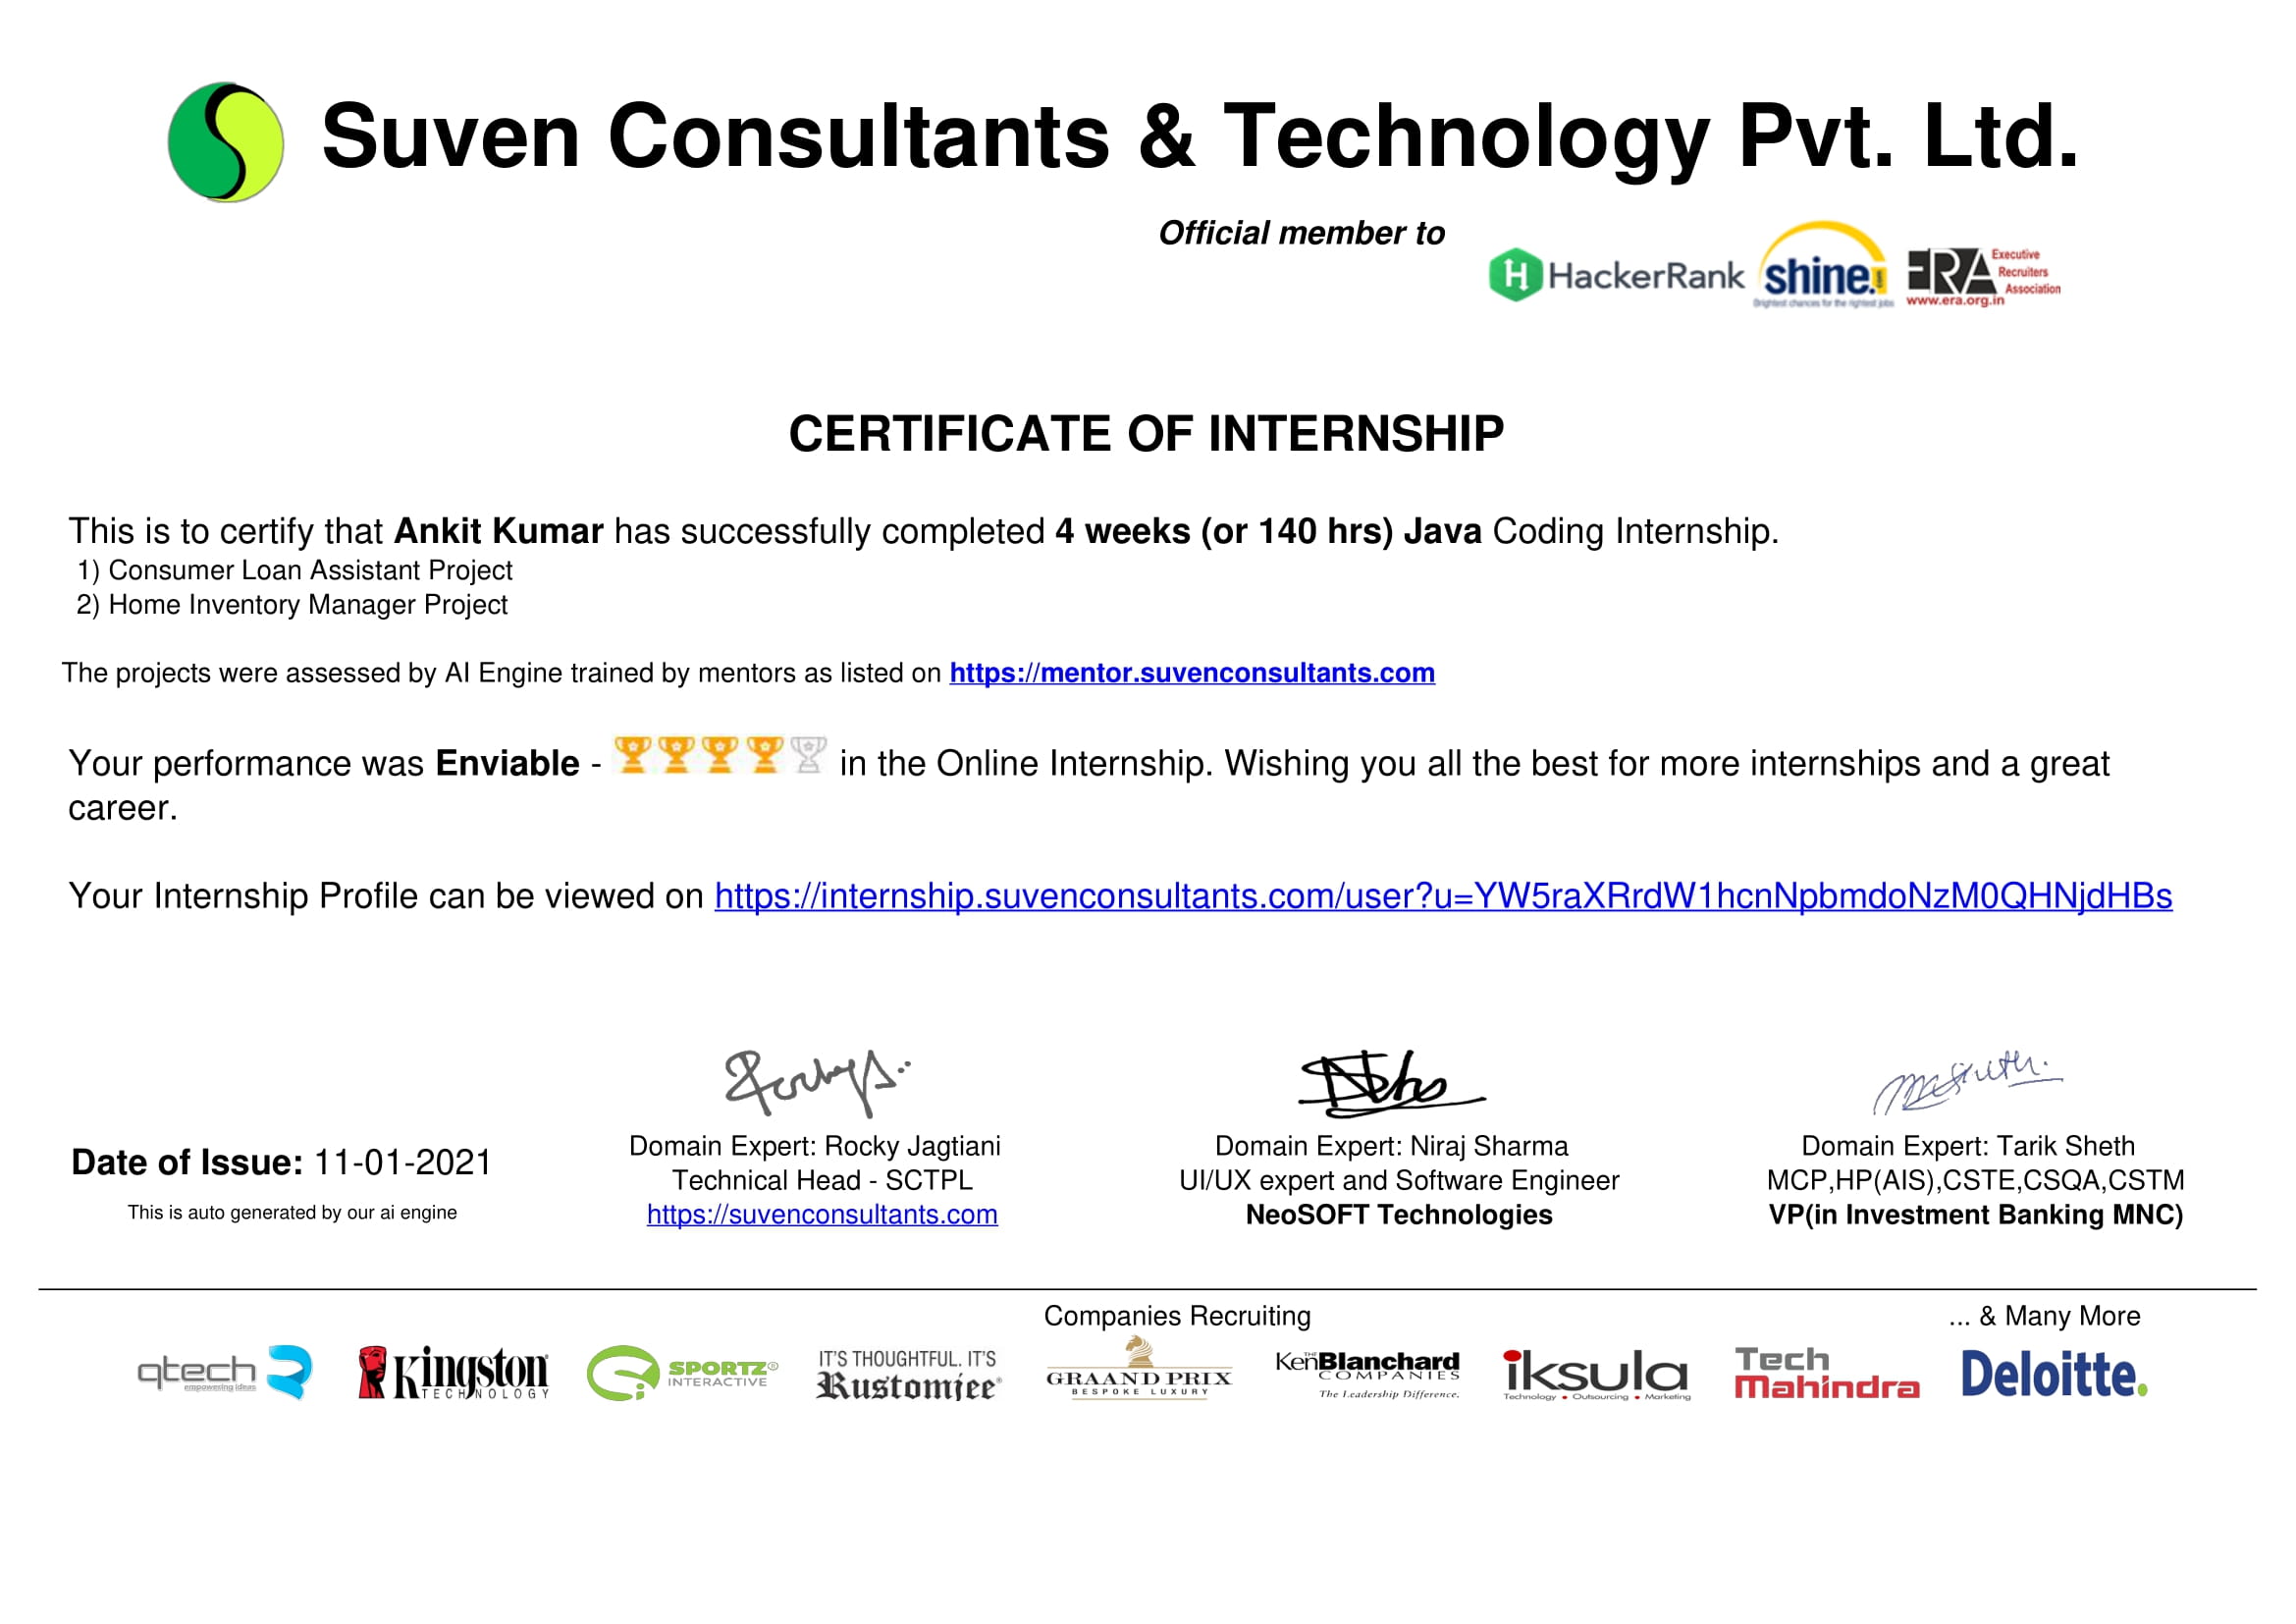 Suven Consultants & Technology Pvt. Ltd.
Official member to
HackerRank
shine.com
Brightest chances for the rightest jobs
ERA Executive
Recruiters
Association
www.era.org.in
CERTIFICATE OF INTERNSHIP
This is to certify that Ankit Kumar has successfully completed 4 weeks (or 140 hrs) Java Coding Internship.
1) Consumer Loan Assistant Project
2) Home Inventory Manager Project
The projects were assessed by AI Engine trained by mentors as listed on https://mentor.suvenconsultants.com
Your performance was Enviable - in the Online Internship. Wishing you all the best for more internships and a great
career.
Your Internship Profile can be viewed on https://internship.suvenconsultants.com/user?u=YW5raXRrdW1hcnNpbmdoNzM0QHNjdHBs
Date of Issue: 11-01-2021
This is auto generated by our ai engine
Domain Expert: Rocky Jagtiani
Technical Head - SCTPL
https://suvenconsultants.com
Domain Expert: Niraj Sharma
UI/UX expert and Software Engineer
NeoSOFT Technologies
Domain Expert: Tarik Sheth
MCP,HP(AIS),CSTE,CSQA,CSTM
VP(in Investment Banking MNC)
Companies Recruiting
... & Many More
qtech
empowering ideas
Kingston
TECHNOLOGY
SPORTZ®
INTERACTIVE
IT'S THOUGHTFUL. IT'S
Rustomjee®
GRAAND PRIX
BESPOKE LUXURY
THE
Ken Blanchard
COMPANIES
The Leadership Difference.
iksula
Technology • Outsourcing • Marketing
Tech
Mahindra
Deloitte.